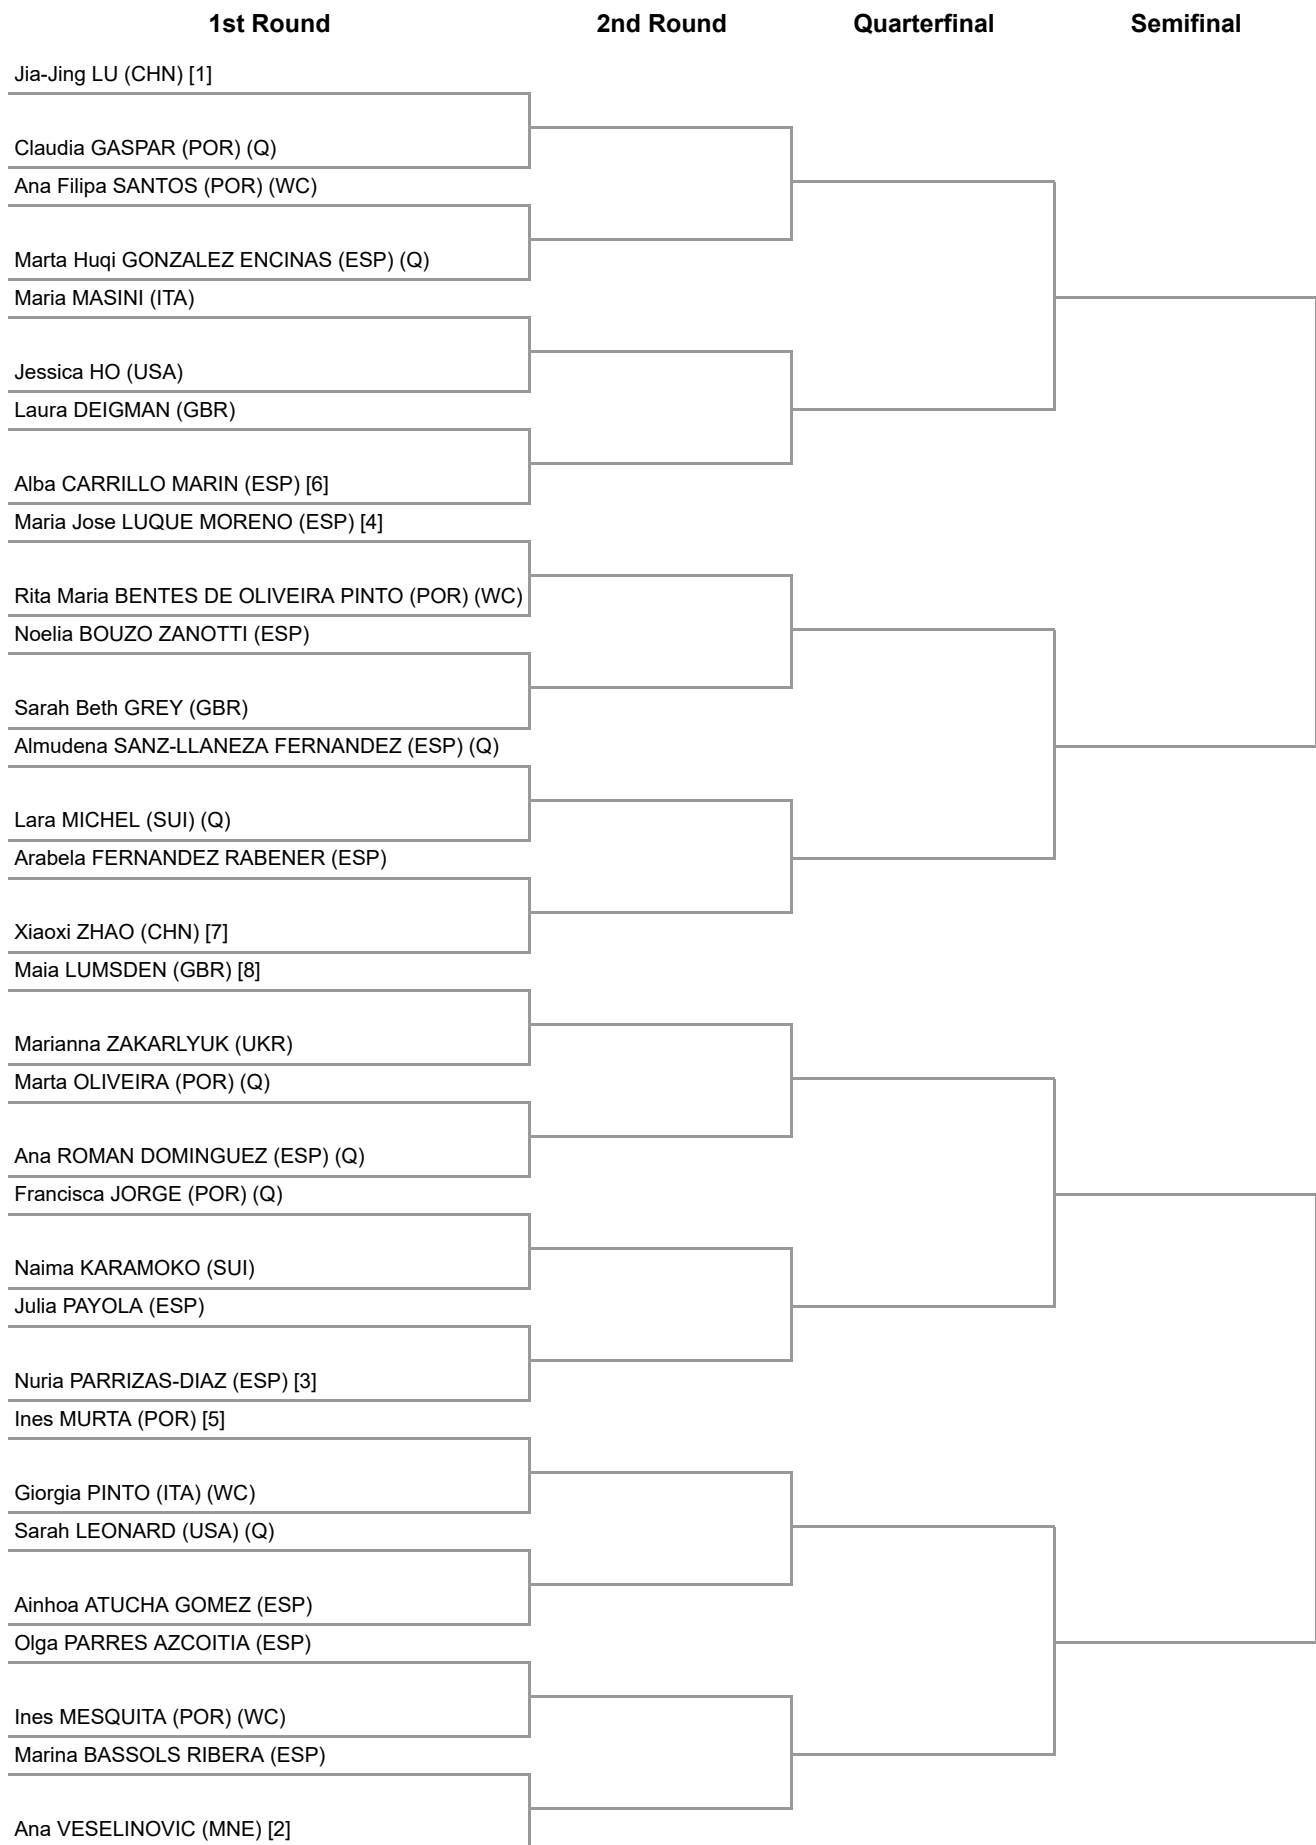 1st Round 2nd Round Quarterfinal Semifinal
Jia-Jing LU (CHN) [1]
Claudia GASPAR (POR) (Q)
Ana Filipa SANTOS (POR) (WC)
Marta Huqi GONZALEZ ENCINAS (ESP) (Q)
Maria MASINI (ITA)
Jessica HO (USA)
Laura DEIGMAN (GBR)
Alba CARRILLO MARIN (ESP) [6]
Maria Jose LUQUE MORENO (ESP) [4]
Rita Maria BENTES DE OLIVEIRA PINTO (POR) (WC)
Noelia BOUZO ZANOTTI (ESP)
Sarah Beth GREY (GBR)
Almudena SANZ-LLANEZA FERNANDEZ (ESP) (Q)
Lara MICHEL (SUI) (Q)
Arabela FERNANDEZ RABENER (ESP)
Xiaoxi ZHAO (CHN) [7]
Maia LUMSDEN (GBR) [8]
Marianna ZAKARLYUK (UKR)
Marta OLIVEIRA (POR) (Q)
Ana ROMAN DOMINGUEZ (ESP) (Q)
Francisca JORGE (POR) (Q)
Naima KARAMOKO (SUI)
Julia PAYOLA (ESP)
Nuria PARRIZAS-DIAZ (ESP) [3]
Ines MURTA (POR) [5]
Giorgia PINTO (ITA) (WC)
Sarah LEONARD (USA) (Q)
Ainhoa ATUCHA GOMEZ (ESP)
Olga PARRES AZCOITIA (ESP)
Ines MESQUITA (POR) (WC)
Marina BASSOLS RIBERA (ESP)
Ana VESELINOVIC (MNE) [2]